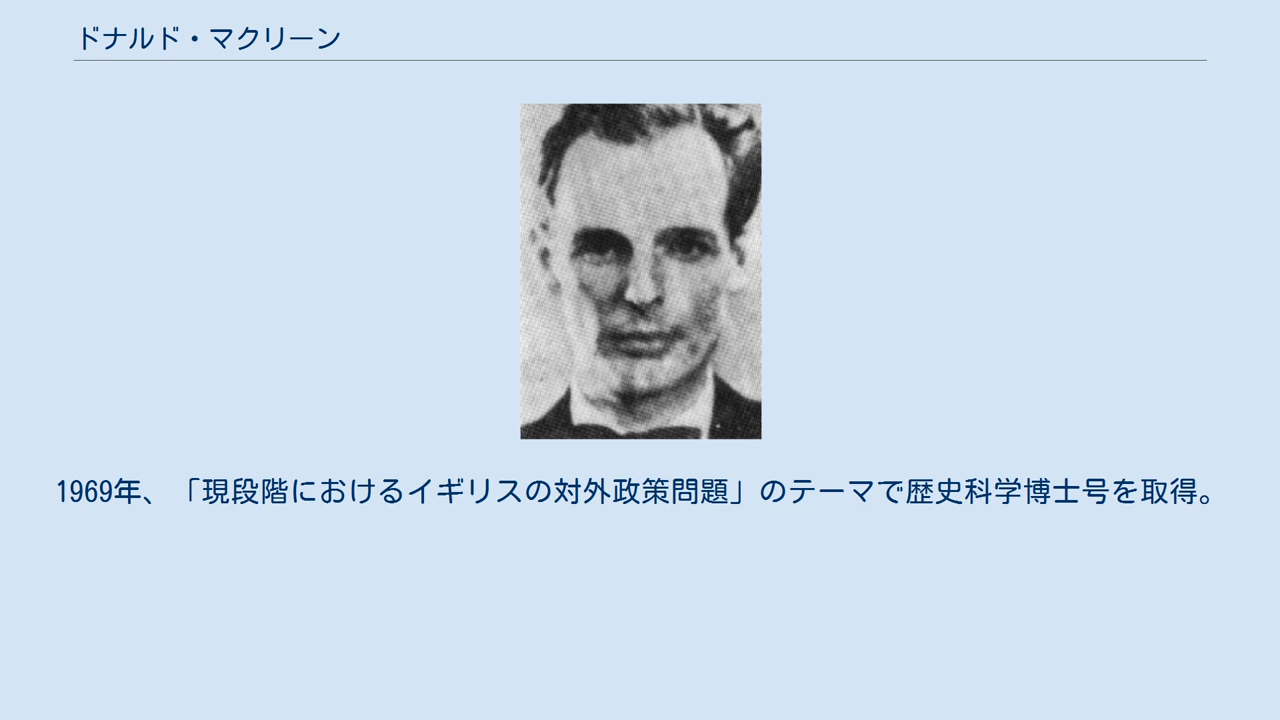 ドナルド・マクリーン
1969年、「現段階におけるイギリスの対外政策問題」のテーマで歴史科学博士号を取得。